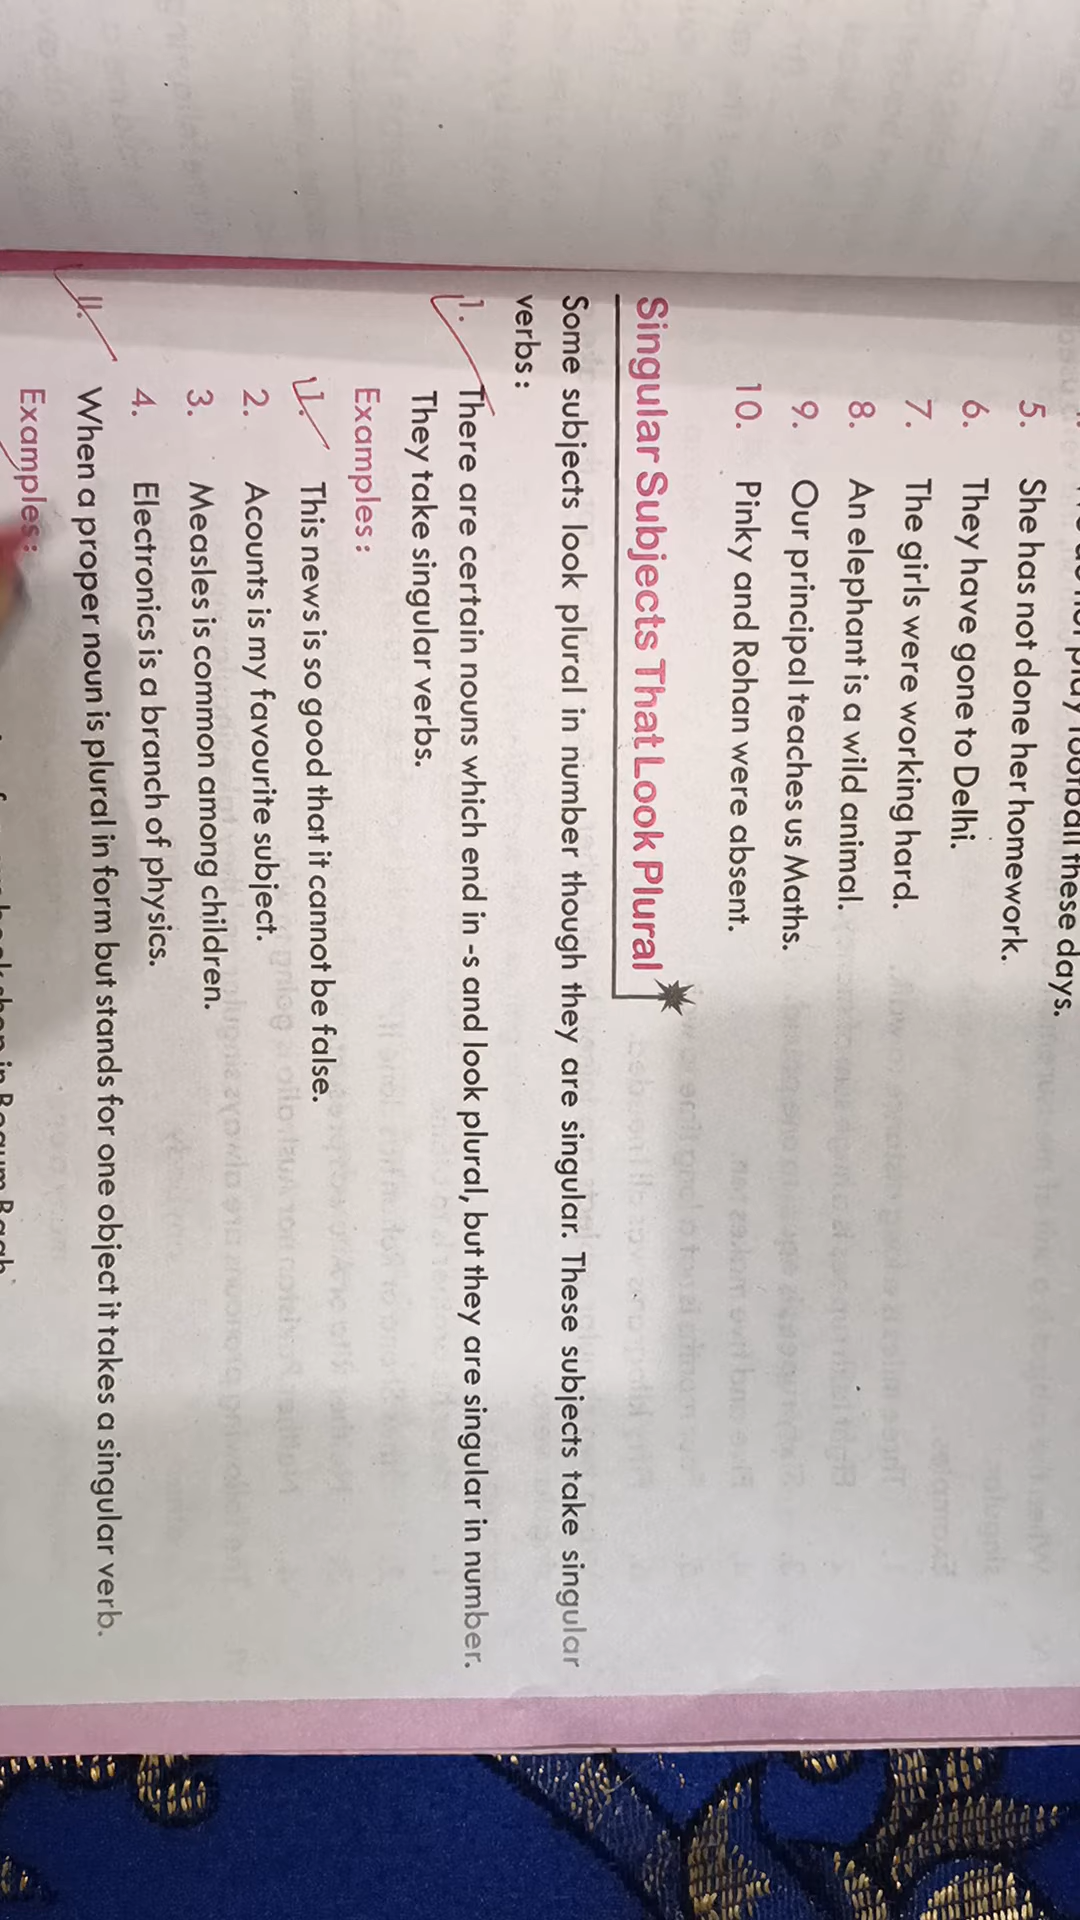 play football these days.
5. She has not done her homework.
6. They have gone to Delhi.
7. The girls were working hard.
8. An elephant is a wild animal.
9. Our principal teaches us Maths.
10. Pinky and Rohan were absent.
Singular Subjects That Look Plural
Some subjects look plural in number though they are singular. These subjects take singular
verbs :
1. There are certain nouns which end in -s and look plural, but they are singular in number.
They take singular verbs.
Examples :
1. This news is so good that it cannot be false.
2. Acounts is my favourite subject.
3. Measles is common among children.
4. Electronics is a branch of physics.
II. When a proper noun is plural in form but stands for one object it takes a singular verb.
Examples :
in Begum Bagh